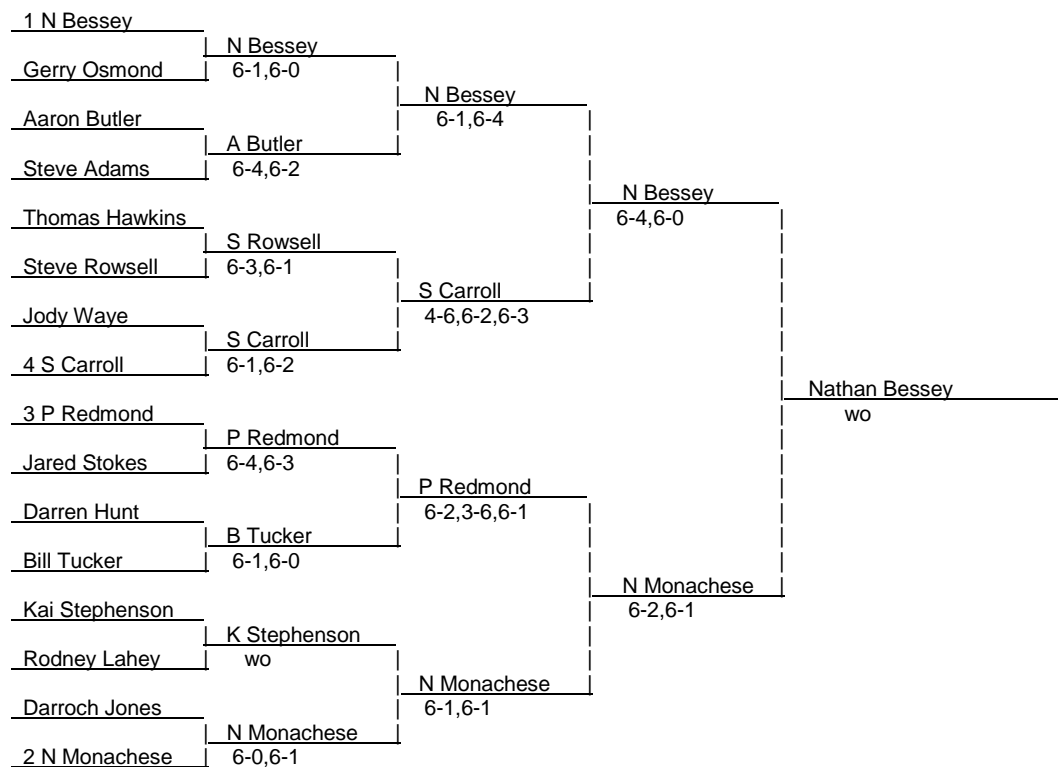 1 N Bessey
N Bessey
Gerry Osmond
6-1,6-0
N Bessey
Aaron Butler
6-1,6-4
A Butler
Steve Adams
6-4,6-2
N Bessey
Thomas Hawkins
6-4,6-0
S Rowsell
Steve Rowsell
6-3,6-1
S Carroll
Jody Waye
4-6,6-2,6-3
S Carroll
4 S Carroll
6-1,6-2
Nathan Bessey
3 P Redmond
wo
P Redmond
Jared Stokes
6-4,6-3
P Redmond
Darren Hunt
6-2,3-6,6-1
B Tucker
Bill Tucker
6-1,6-0
N Monachese
Kai Stephenson
6-2,6-1
K Stephenson
Rodney Lahey
wo
N Monachese
Darroch Jones
6-1,6-1
N Monachese
2 N Monachese
6-0,6-1